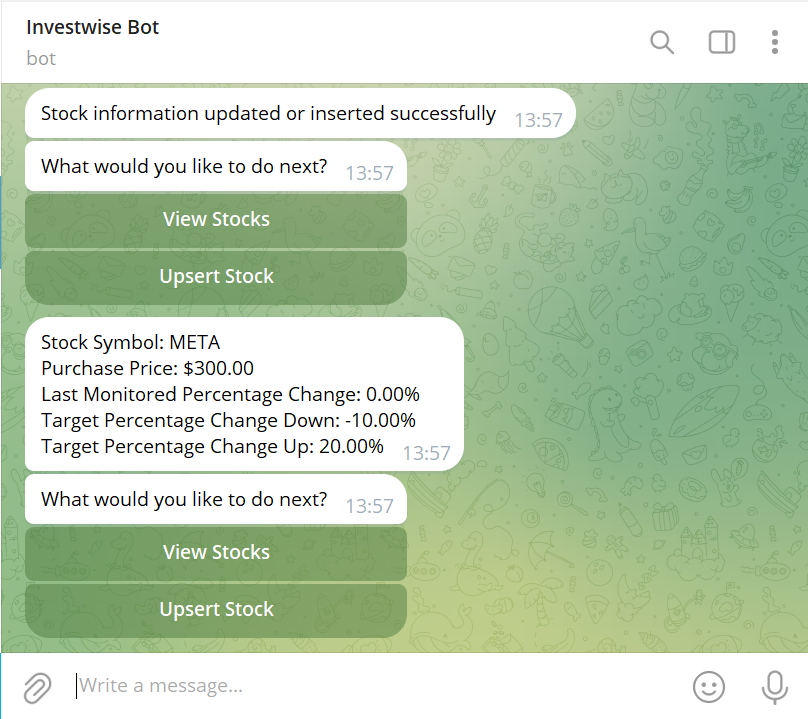 Investwise Bot
bot
Stock information updated or inserted successfully 13:57
What would you like to do next? 13:57
View Stocks
Upsert Stock
Stock Symbol: META
Purchase Price: $300.00
Last Monitored Percentage Change: 0.00%
Target Percentage Change Down: -10.00%
Target Percentage Change Up: 20.00% 13:57
What would you like to do next? 13:57
View Stocks
Upsert Stock
Write a message...